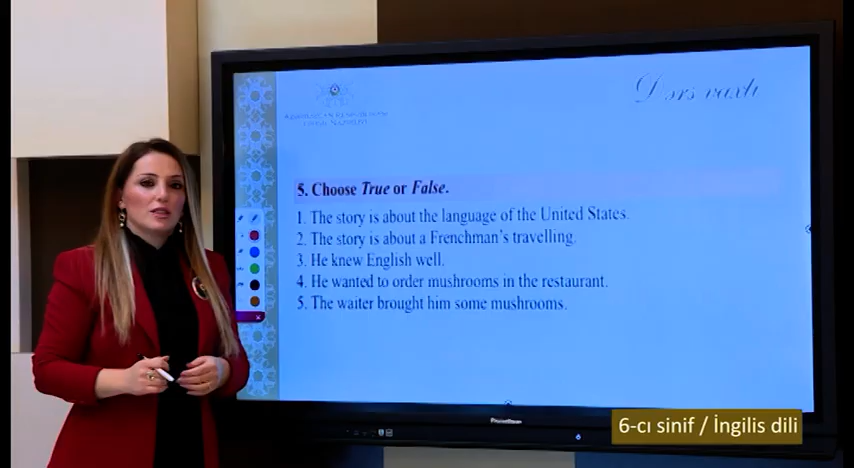 Dərs vaxtı
5. Choose True or False.
1. The story is about the language of the United States.
2. The story is about a Frenchman's travelling.
3. He knew English well.
4. He wanted to order mushrooms in the restaurant.
5. The waiter brought him some mushrooms.
Promethean
6-cı sinif / İngilis dili